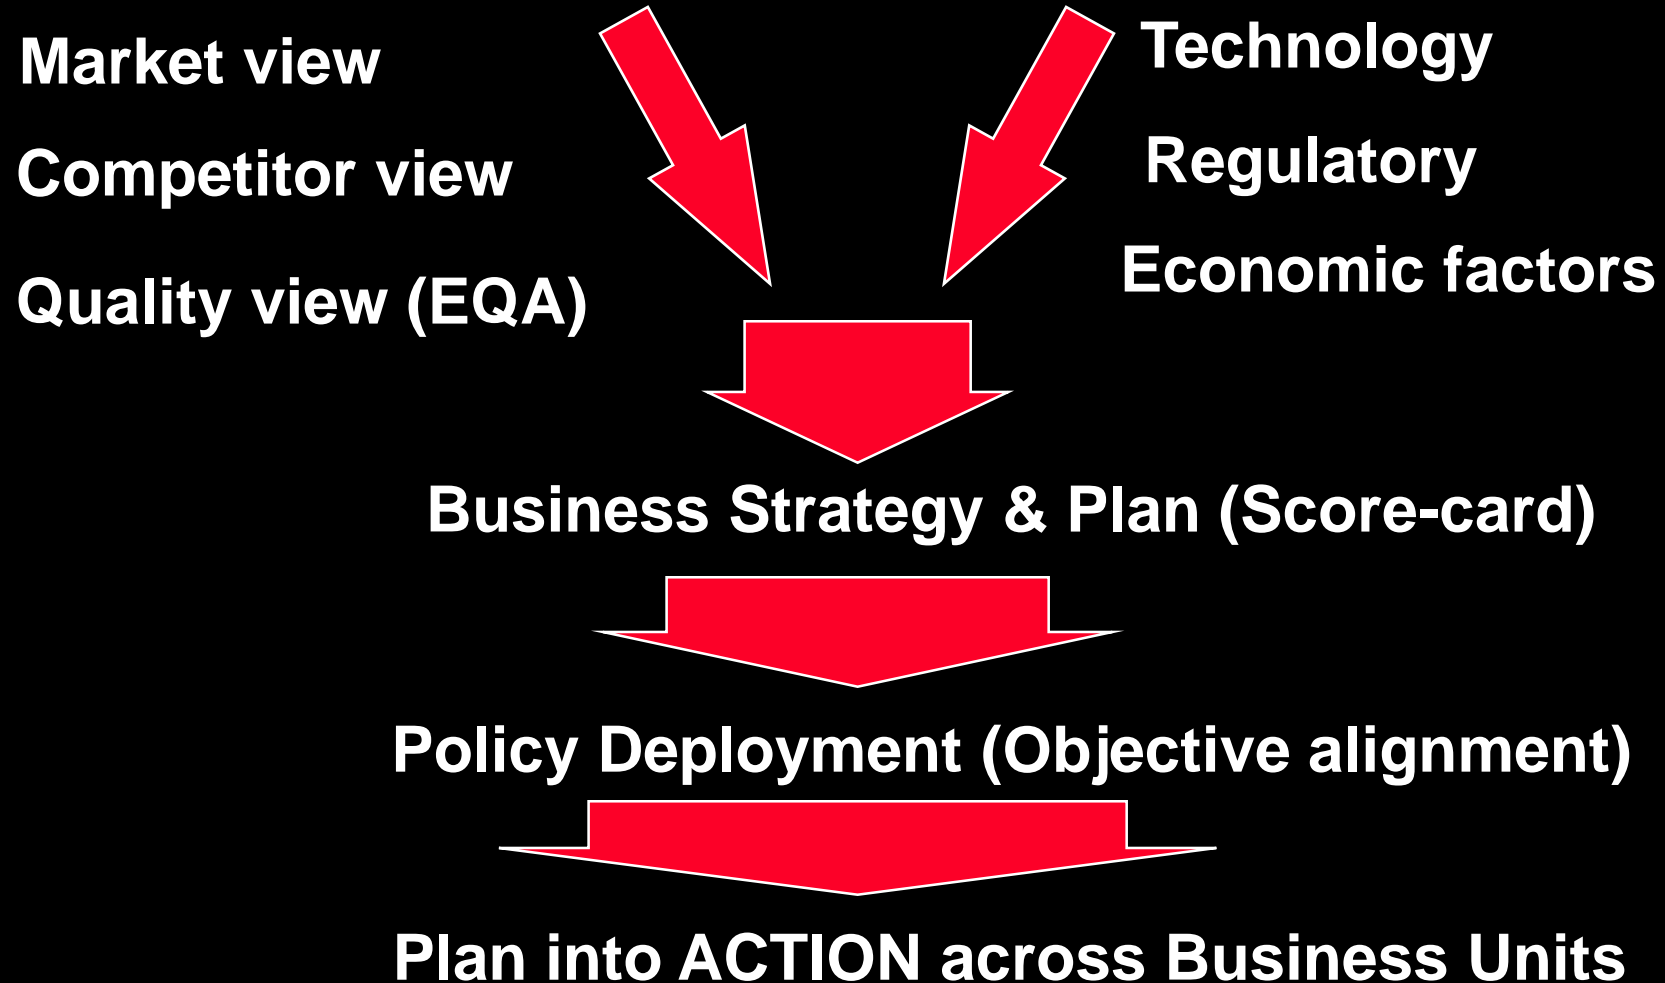 Market view
Competitor view
Quality view (EQA)
Technology
Regulatory
Economic factors
Business Strategy & Plan (Score-card)
Policy Deployment (Objective alignment)
Plan into ACTION across Business Units